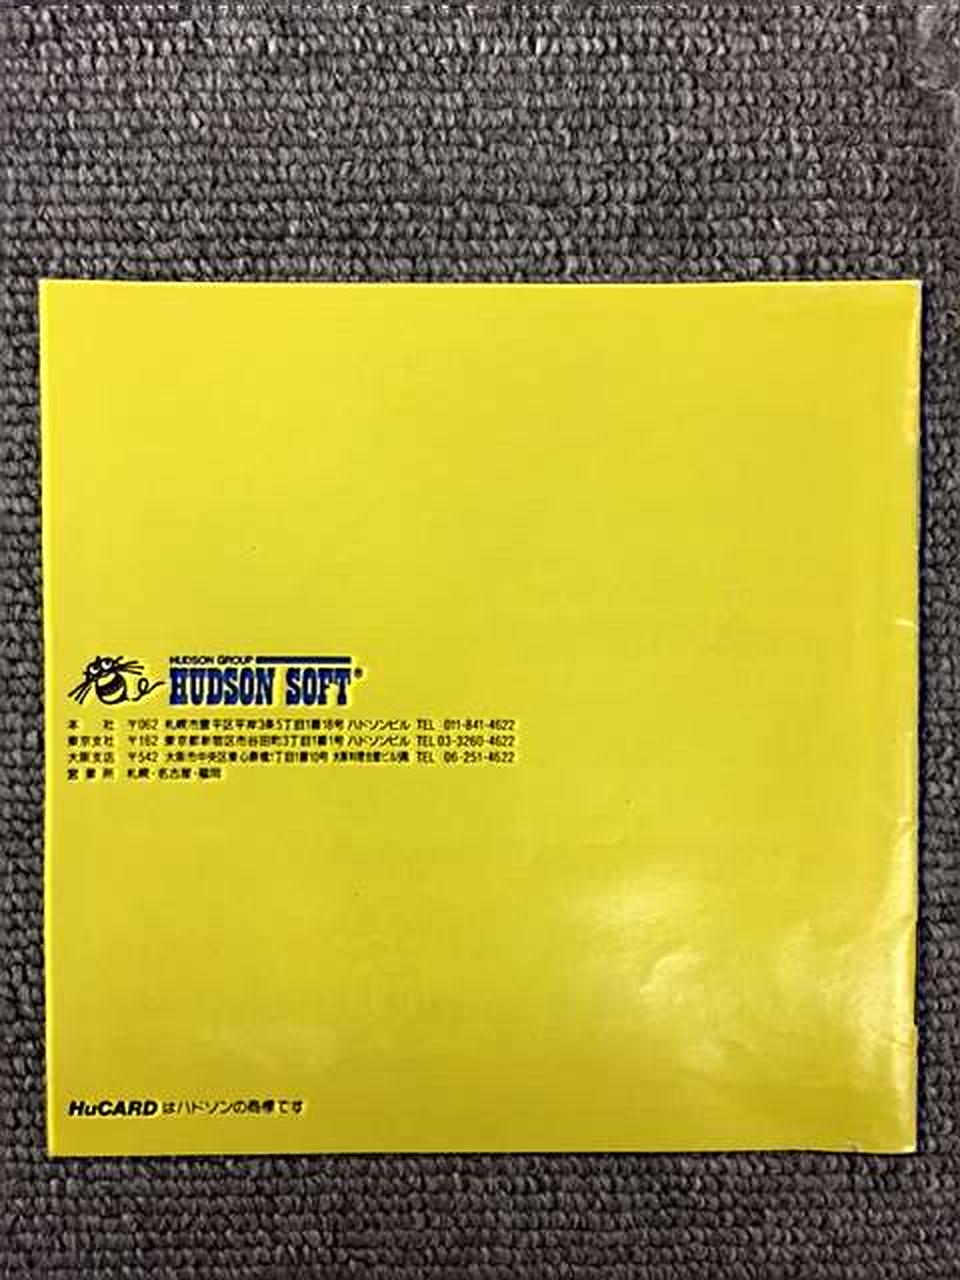 HUDSON GROUP
HUDSON SOFT®
本 社 〒062 札幌市豊平区平岸3条5丁目1番18号 ハドソンビル TEL 011-841-4622
東京支社 〒162 東京都新宿区市谷田町3丁目1番1号 ハドソンビル TEL 03-3260-4622
大阪支店 〒542 大阪市中央区東心斎橋1丁目1番10号 TEL 06-251-4622
営業所 札幌・名古屋・福岡
HuCARD はハドソンの商標です